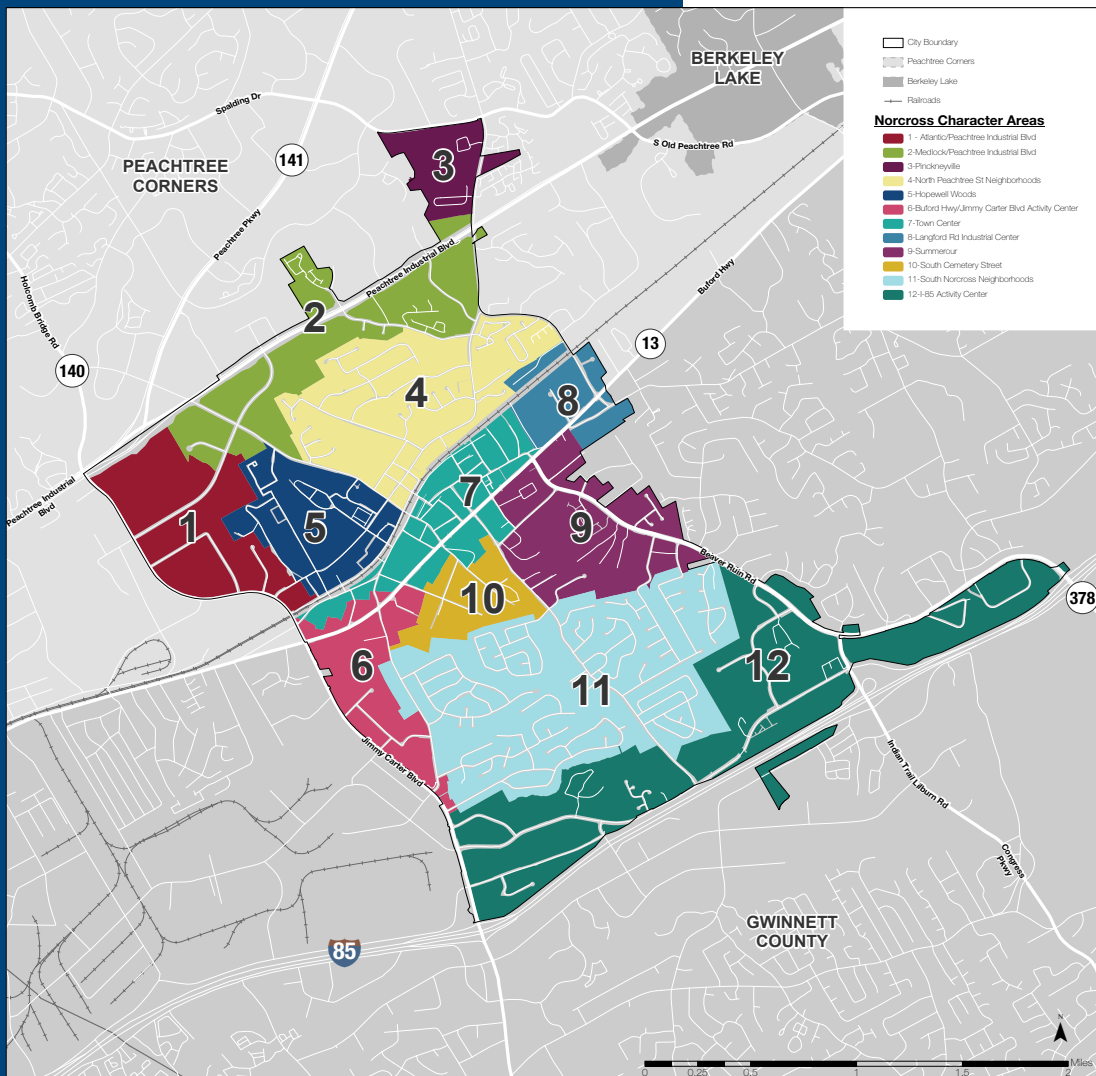 City Boundary
Peachtree Corners
Berkeley Lake
Railroads
Norcross Character Areas
1 - Atlantic/Peachtree Industrial Blvd
2-Medlock/Peachtree Industrial Blvd
3-Pinckneyville
4-North Peachtree St Neighborhoods
5-Hopewell Woods
6-Buford Hwy/Jimmy Carter Blvd Activity Center
7-Town Center
8-Langford Rd Industrial Center
9-Summerour
10-South Cemetery Street
11-South Norcross Neighborhoods
12-I-85 Activity Center
BERKELEY
LAKE
Spalding Dr
S Old Peachtree Rd
PEACHTREE
CORNERS
141
3
Peachtree Pkwy
Peachtree Industrial Blvd
Buford Hwy
Holcomb Bridge Rd
2
13
140
4
8
7
Peachtree Industrial
Blvd
1
5
9
Beaver Ruin Rd
10
378
6
11
12
Jimmy Carter Blvd
Indian Trail Lilburn Rd
Congress
Pkwy
GWINNETT
COUNTY
85
N
Miles
0
0.25
0.5
1
1.5
2